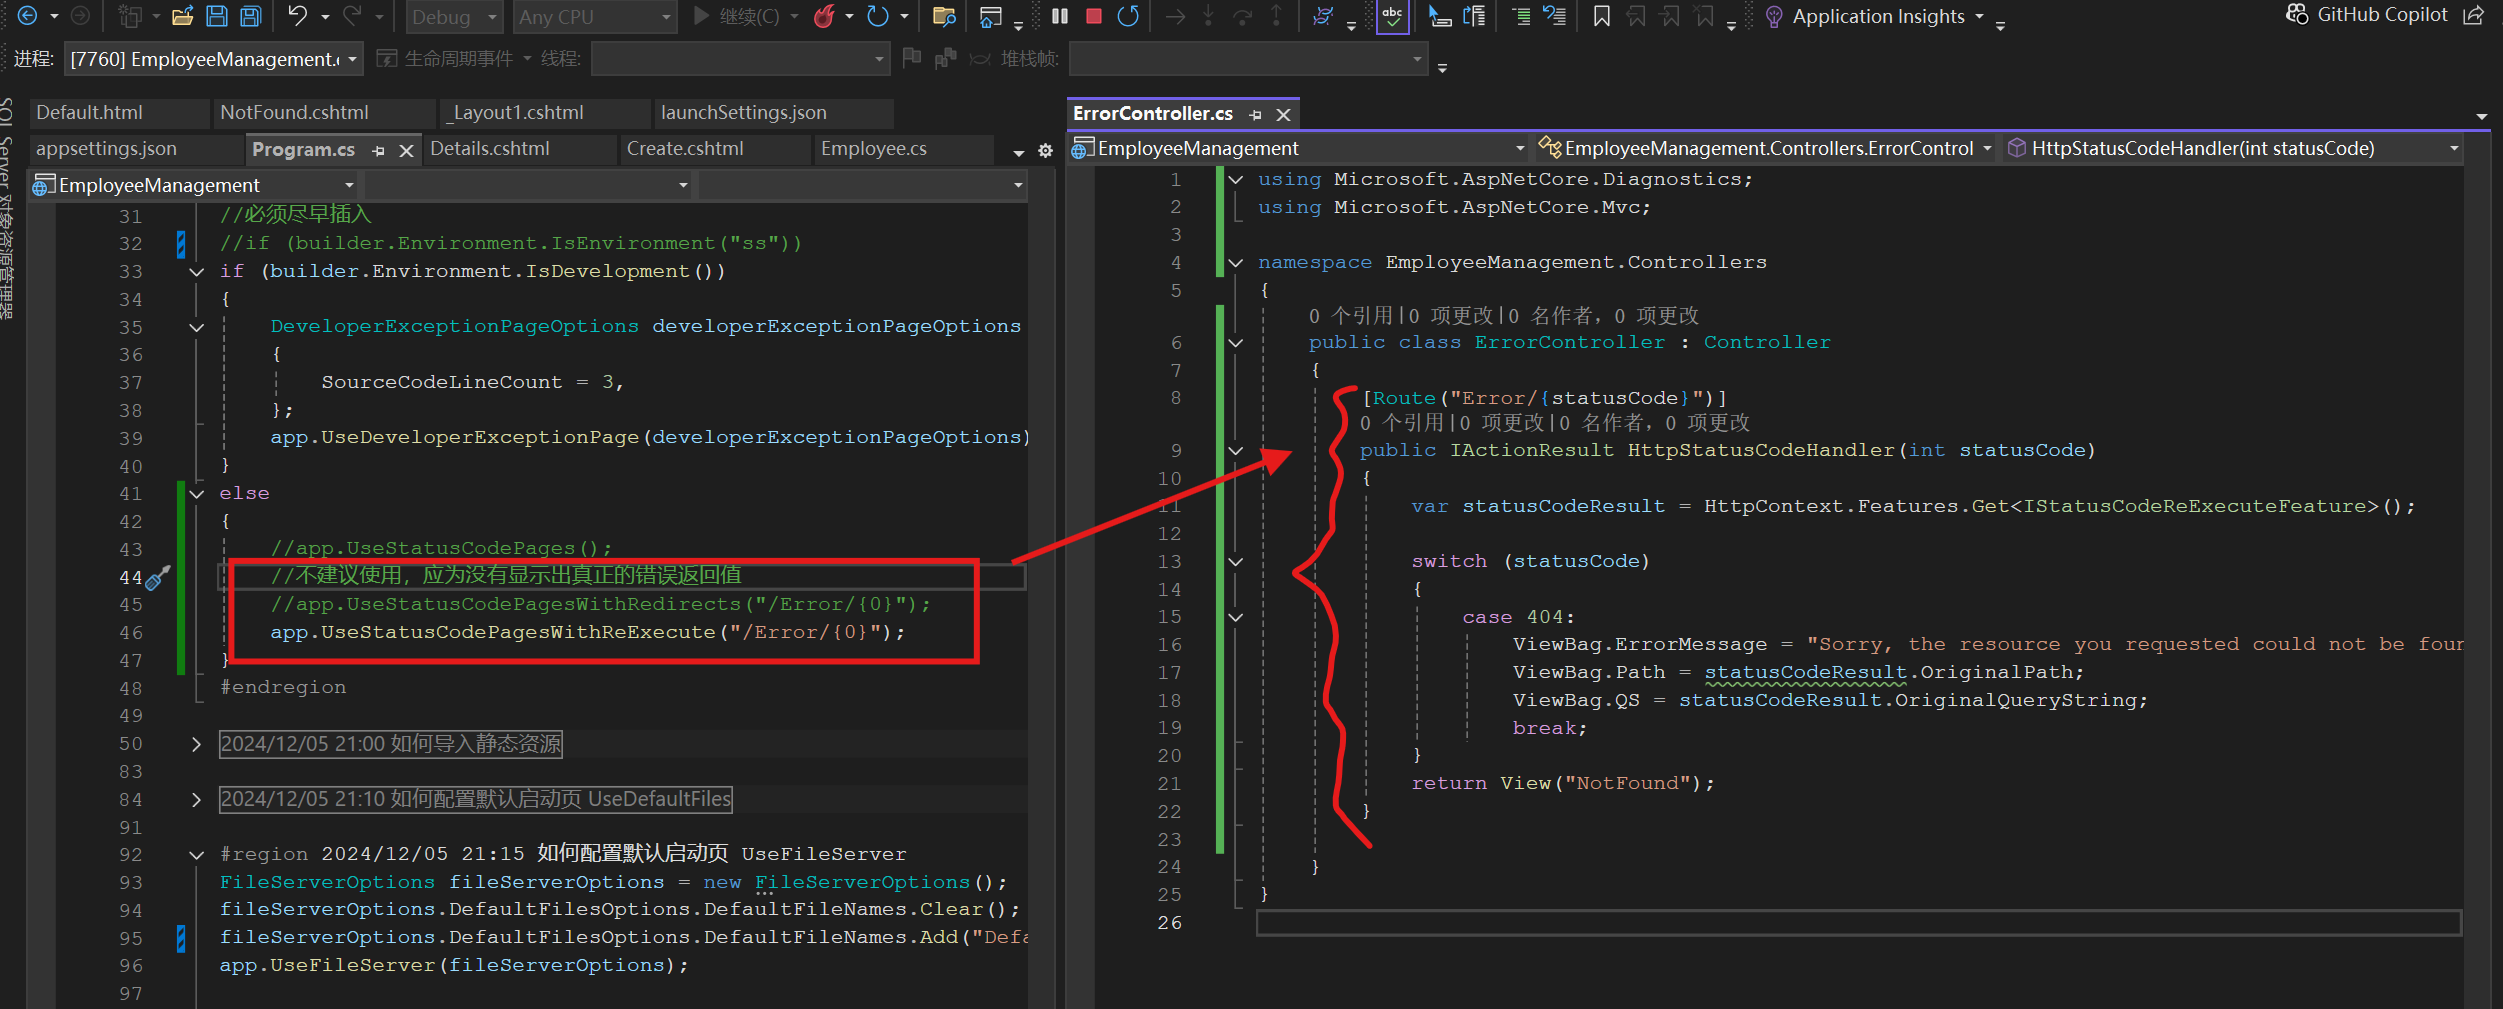 Debug
Any CPU
继续(C)
Application Insights
GitHub Copilot
进程:
[7760] EmployeeManagement.
生命周期事件
线程:
堆栈帧:
SQL Server 对象资源管理器
Default.html
NotFound.cshtml
_Layout1.cshtml
launchSettings.json
appsettings.json
Program.cs
Details.cshtml
Create.cshtml
Employee.cs
EmployeeManagement
31 //必须尽早插入
32 //if (builder.Environment.IsEnvironment("ss"))
33 if (builder.Environment.IsDevelopment())
34 {
35 DeveloperExceptionPageOptions developerExceptionPageOptions
36 {
37 SourceCodeLineCount = 3,
38 };
39 app.UseDeveloperExceptionPage(developerExceptionPageOptions)
40 }
41 else
42 {
43 //app.UseStatusCodePages();
44 //不建议使用，应为没有显示出真正的错误返回值
45 //app.UseStatusCodePagesWithRedirects("/Error/{0}");
46 app.UseStatusCodePagesWithReExecute("/Error/{0}");
47 }
48 #endregion
49
50 2024/12/05 21:00 如何导入静态资源
83
84 2024/12/05 21:10 如何配置默认启动页 UseDefaultFiles
91
92 #region 2024/12/05 21:15 如何配置默认启动页 UseFileServer
93 FileServerOptions fileServerOptions = new FileServerOptions();
94 fileServerOptions.DefaultFilesOptions.DefaultFileNames.Clear();
95 fileServerOptions.DefaultFilesOptions.DefaultFileNames.Add("Defa
96 app.UseFileServer(fileServerOptions);
97
ErrorController.cs
EmployeeManagement
EmployeeManagement.Controllers.ErrorControl
HttpStatusCodeHandler(int statusCode)
1 using Microsoft.AspNetCore.Diagnostics;
2 using Microsoft.AspNetCore.Mvc;
3
4 namespace EmployeeManagement.Controllers
5 {
0 个引用|0 项更改|0 名作者，0 项更改
6 public class ErrorController : Controller
7 {
8 [Route("Error/{statusCode}")]
0 个引用|0 项更改|0 名作者，0 项更改
9 public IActionResult HttpStatusCodeHandler(int statusCode)
10 {
11 var statusCodeResult = HttpContext.Features.Get<IStatusCodeReExecuteFeature>();
12
13 switch (statusCode)
14 {
15 case 404:
16 ViewBag.ErrorMessage = "Sorry, the resource you requested could not be foun
17 ViewBag.Path = statusCodeResult.OriginalPath;
18 ViewBag.QS = statusCodeResult.OriginalQueryString;
19 break;
20 }
21 return View("NotFound");
22 }
23
24 }
25 }
26